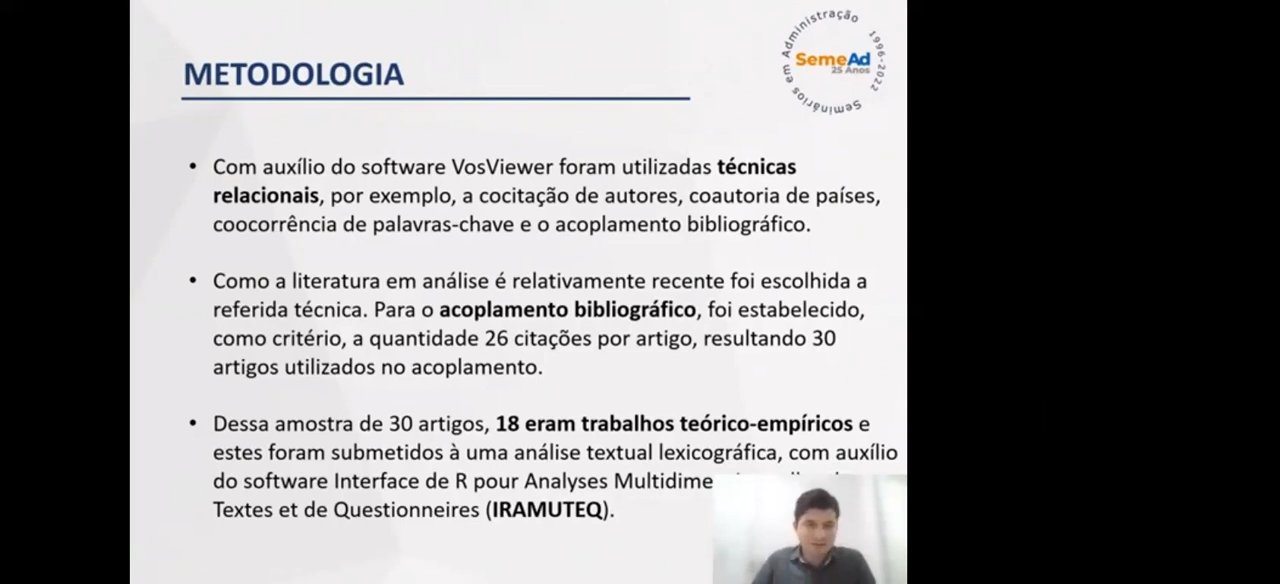 METODOLOGIA
Seminários em Administração 1996-2022
SemeAd
25 Anos
• Com auxílio do software VosViewer foram utilizadas técnicas
relacionais, por exemplo, a cocitação de autores, coautoria de países,
coocorrência de palavras-chave e o acoplamento bibliográfico.
• Como a literatura em análise é relativamente recente foi escolhida a
referida técnica. Para o acoplamento bibliográfico, foi estabelecido,
como critério, a quantidade 26 citações por artigo, resultando 30
artigos utilizados no acoplamento.
• Dessa amostra de 30 artigos, 18 eram trabalhos teórico-empíricos e
estes foram submetidos à uma análise textual lexicográfica, com auxílio
do software Interface de R pour Analyses Multidime
Textes et de Questionneires (IRAMUTEQ).